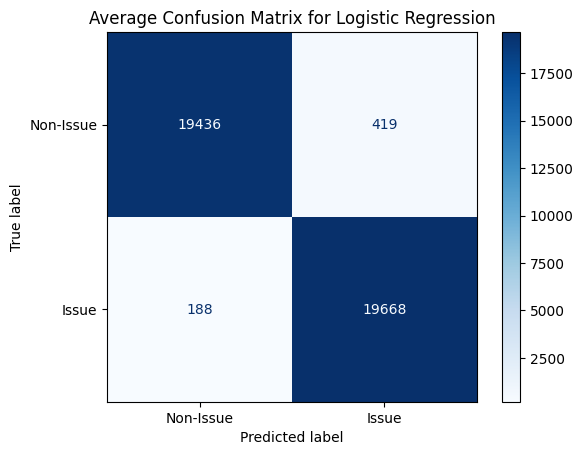 Average Confusion Matrix for Logistic Regression
True label
Non-Issue
19436
419
Issue
188
19668
Non-Issue
Issue
Predicted label
17500
15000
12500
10000
7500
5000
2500